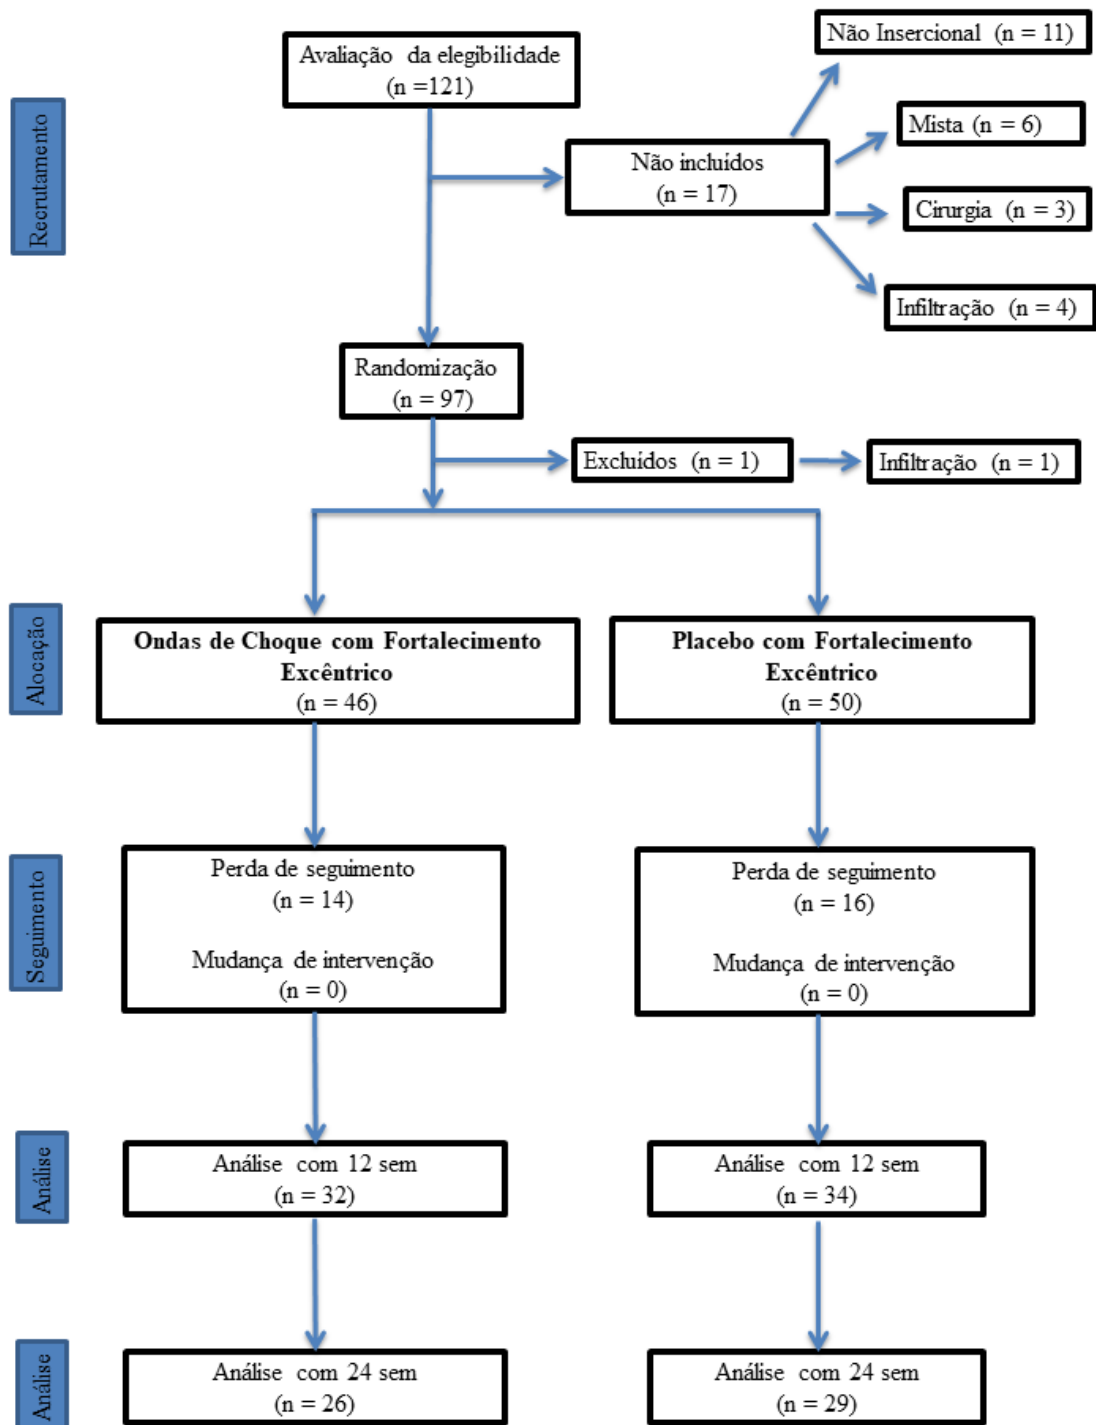 Recrutamento
Avaliação da elegibilidade
(n =121)
Não Insercional (n = 11)
Mista (n = 6)
Não incluídos
(n = 17)
Cirurgia (n = 3)
Infiltração (n = 4)
Randomização
(n = 97)
Excluídos (n = 1)
Infiltração (n = 1)
Alocação
Ondas de Choque com Fortalecimento
Excêntrico
(n = 46)
Placebo com Fortalecimento
Excêntrico
(n = 50)
Seguimento
Perda de seguimento
(n = 14)
Mudança de intervenção
(n = 0)
Perda de seguimento
(n = 16)
Mudança de intervenção
(n = 0)
Análise
Análise com 12 sem
(n = 32)
Análise com 12 sem
(n = 34)
Análise
Análise com 24 sem
(n = 26)
Análise com 24 sem
(n = 29)